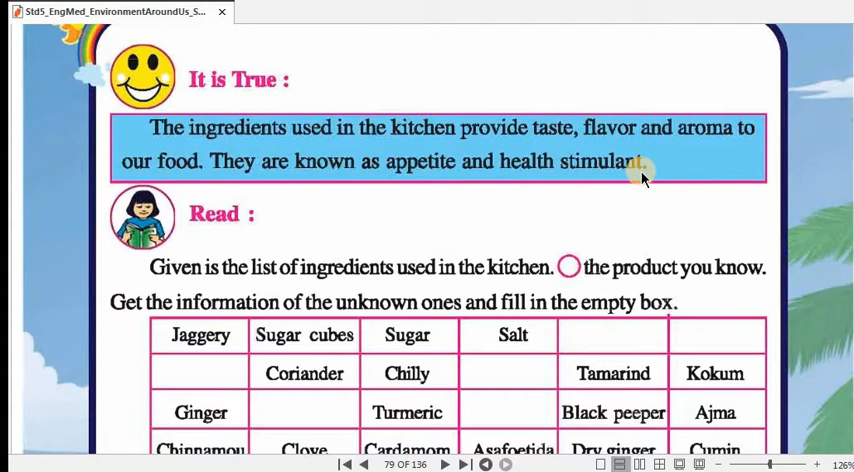 Std5_EngMed_EnvironmentAroundUs_S... ×
It is True :
The ingredients used in the kitchen provide taste, flavor and aroma to
our food. They are known as appetite and health stimulant.
Read :
Given is the list of ingredients used in the kitchen. the product you know.
Get the information of the unknown ones and fill in the empty box.
Jaggery Sugar cubes Sugar Salt
Coriander Chilly Tamarind Kokum
Ginger Turmeric Black peeper Ajma
Chinnamou Clove Cardamom Asafoetida Dry ginger Cumin
79 OF 136 126%